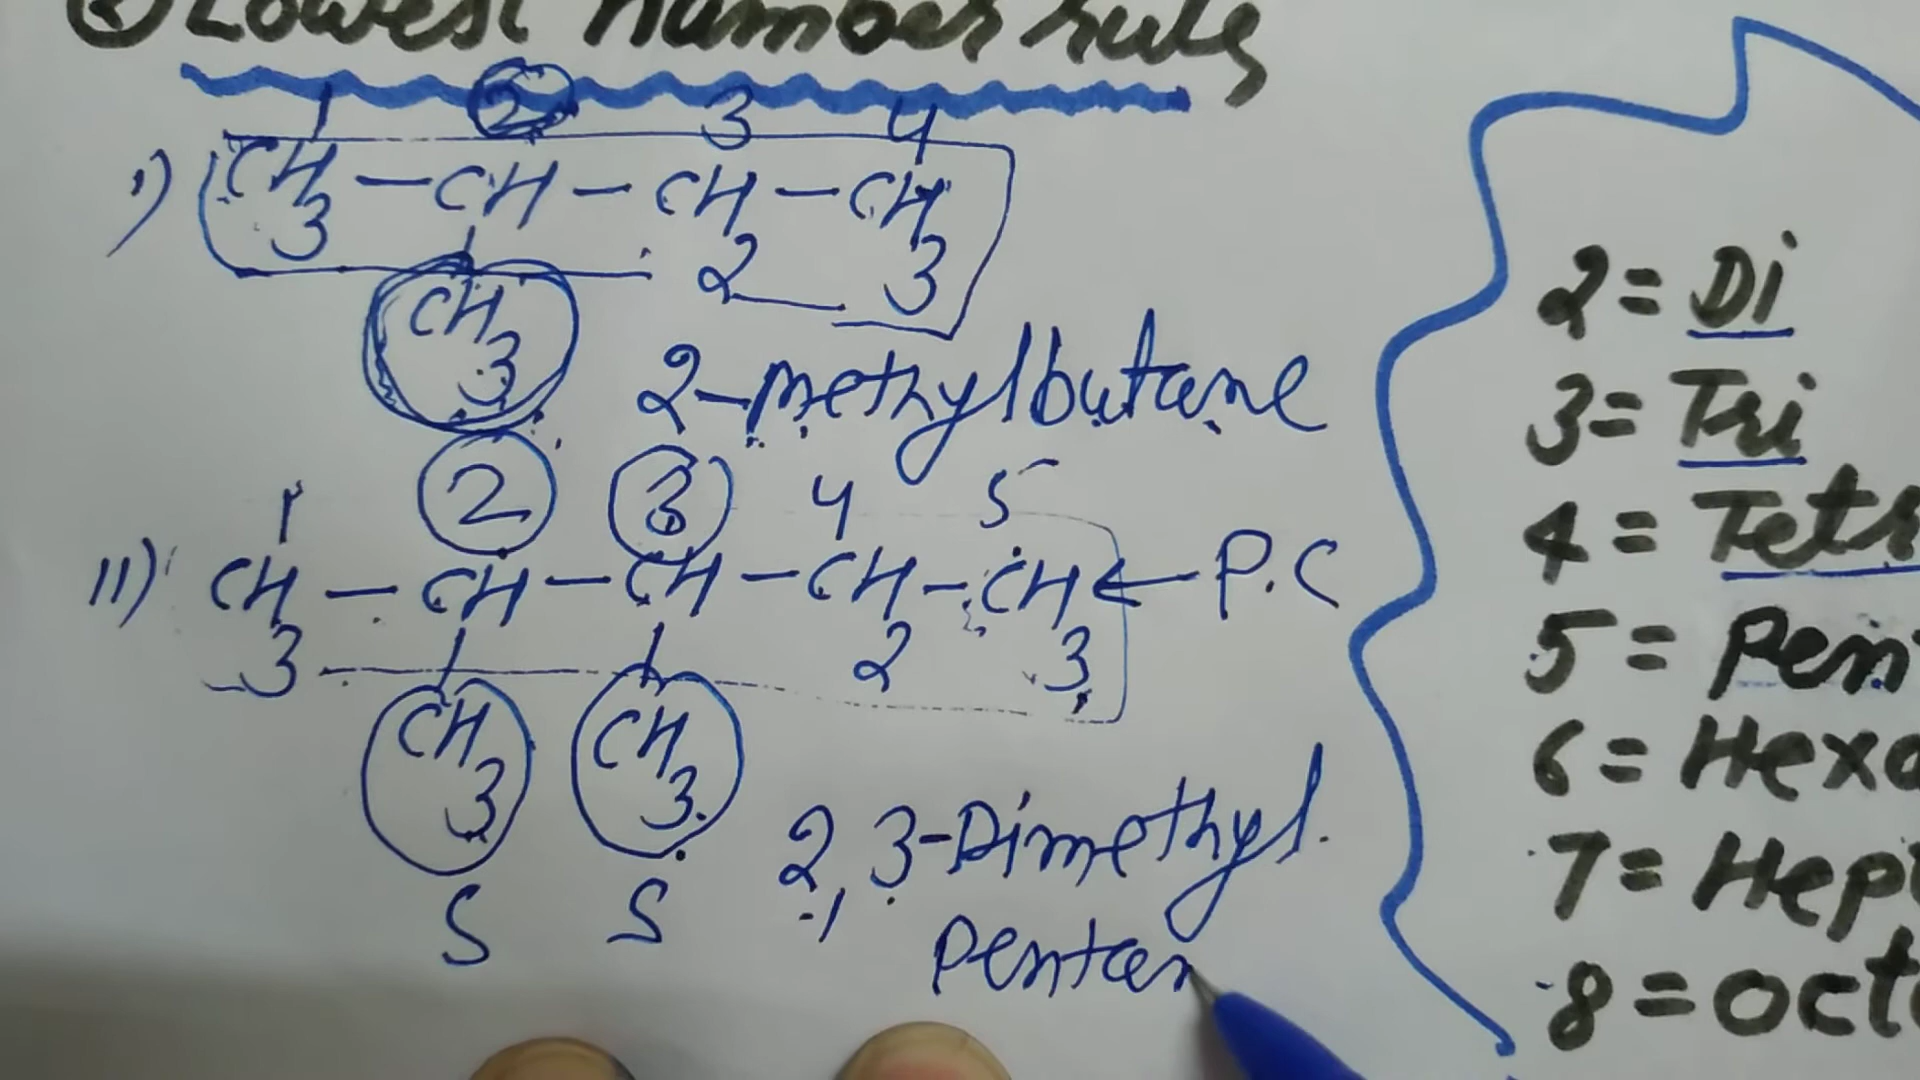 ② Lowest number rule
1 2 3 4
i) CH3 – CH – CH2 – CH3
CH3
2-methylbutane
1 2 3 4 5
ii) CH3 – CH – CH – CH2 – CH3 ← P.C
CH3 CH3
S S
2,3-Dimethyl
Pentan
2 = Di
3 = Tri
4 = Tetr
5 = Pen
6 = Hexa
7 = Hep
8 = oct